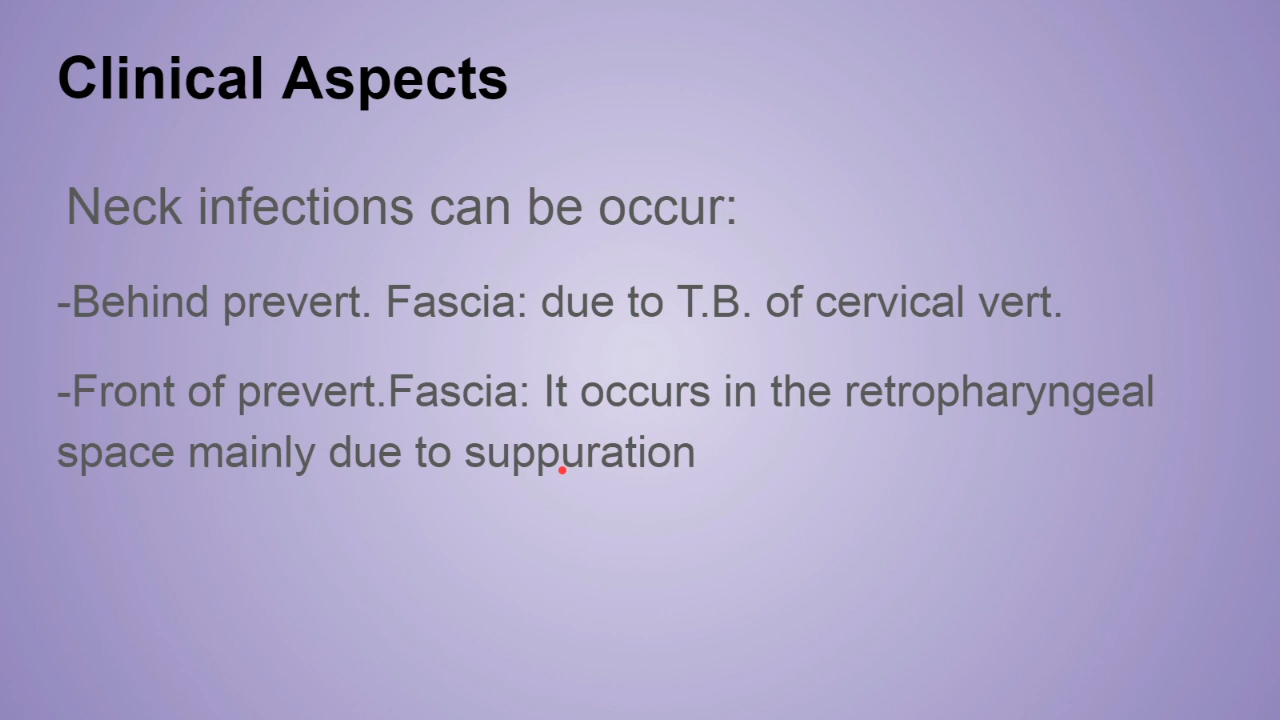 Clinical Aspects
Neck infections can be occur:
-Behind prevert. Fascia: due to T.B. of cervical vert.
-Front of prevert.Fascia: It occurs in the retropharyngeal
space mainly due to suppuration